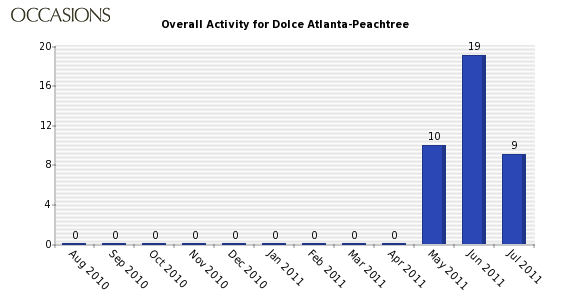 OCCASIONS
Overall Activity for Dolce Atlanta-Peachtree
20
16
12
8
4
0
0 0 0 0 0 0 0 0 0 10 19 9
Aug 2010 Sep 2010 Oct 2010 Nov 2010 Dec 2010 Jan 2011 Feb 2011 Mar 2011 Apr 2011 May 2011 Jun 2011 Jul 2011